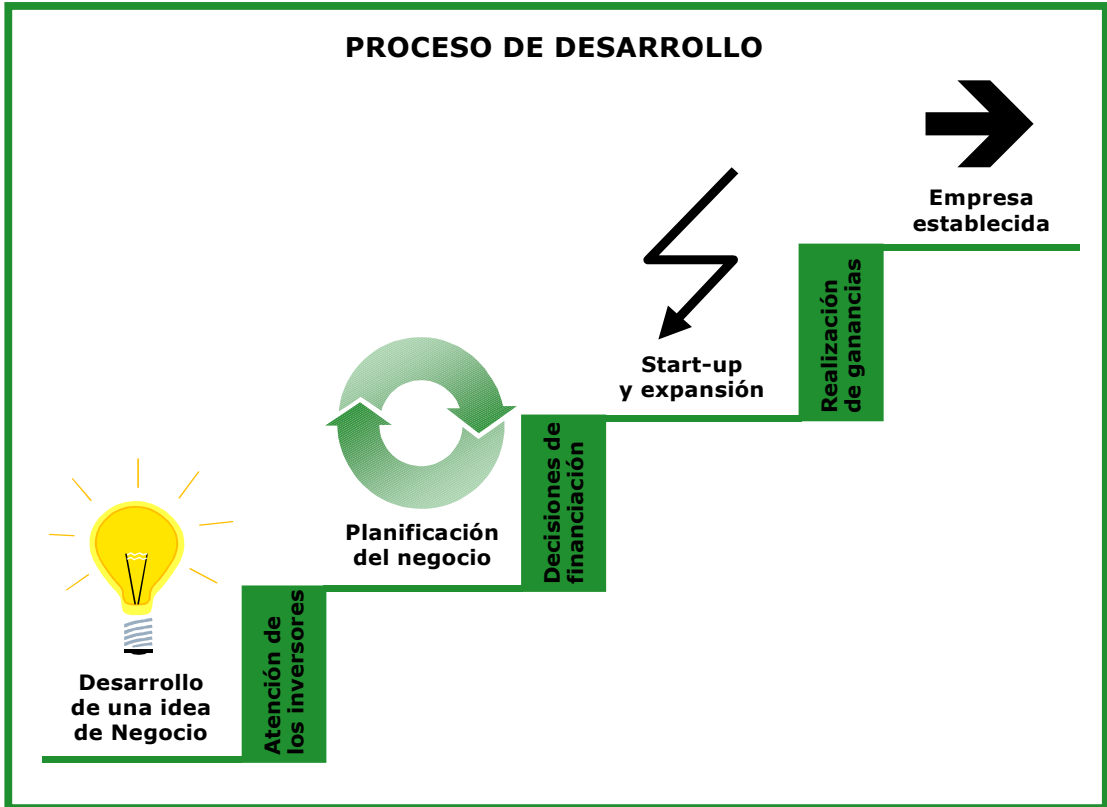 PROCESO DE DESARROLLO
Desarrollo
de una idea
de Negocio
Atención de
los inversores
Planificación
del negocio
Decisiones de
financiación
Start-up
y expansión
Realización
de ganancias
Empresa
establecida